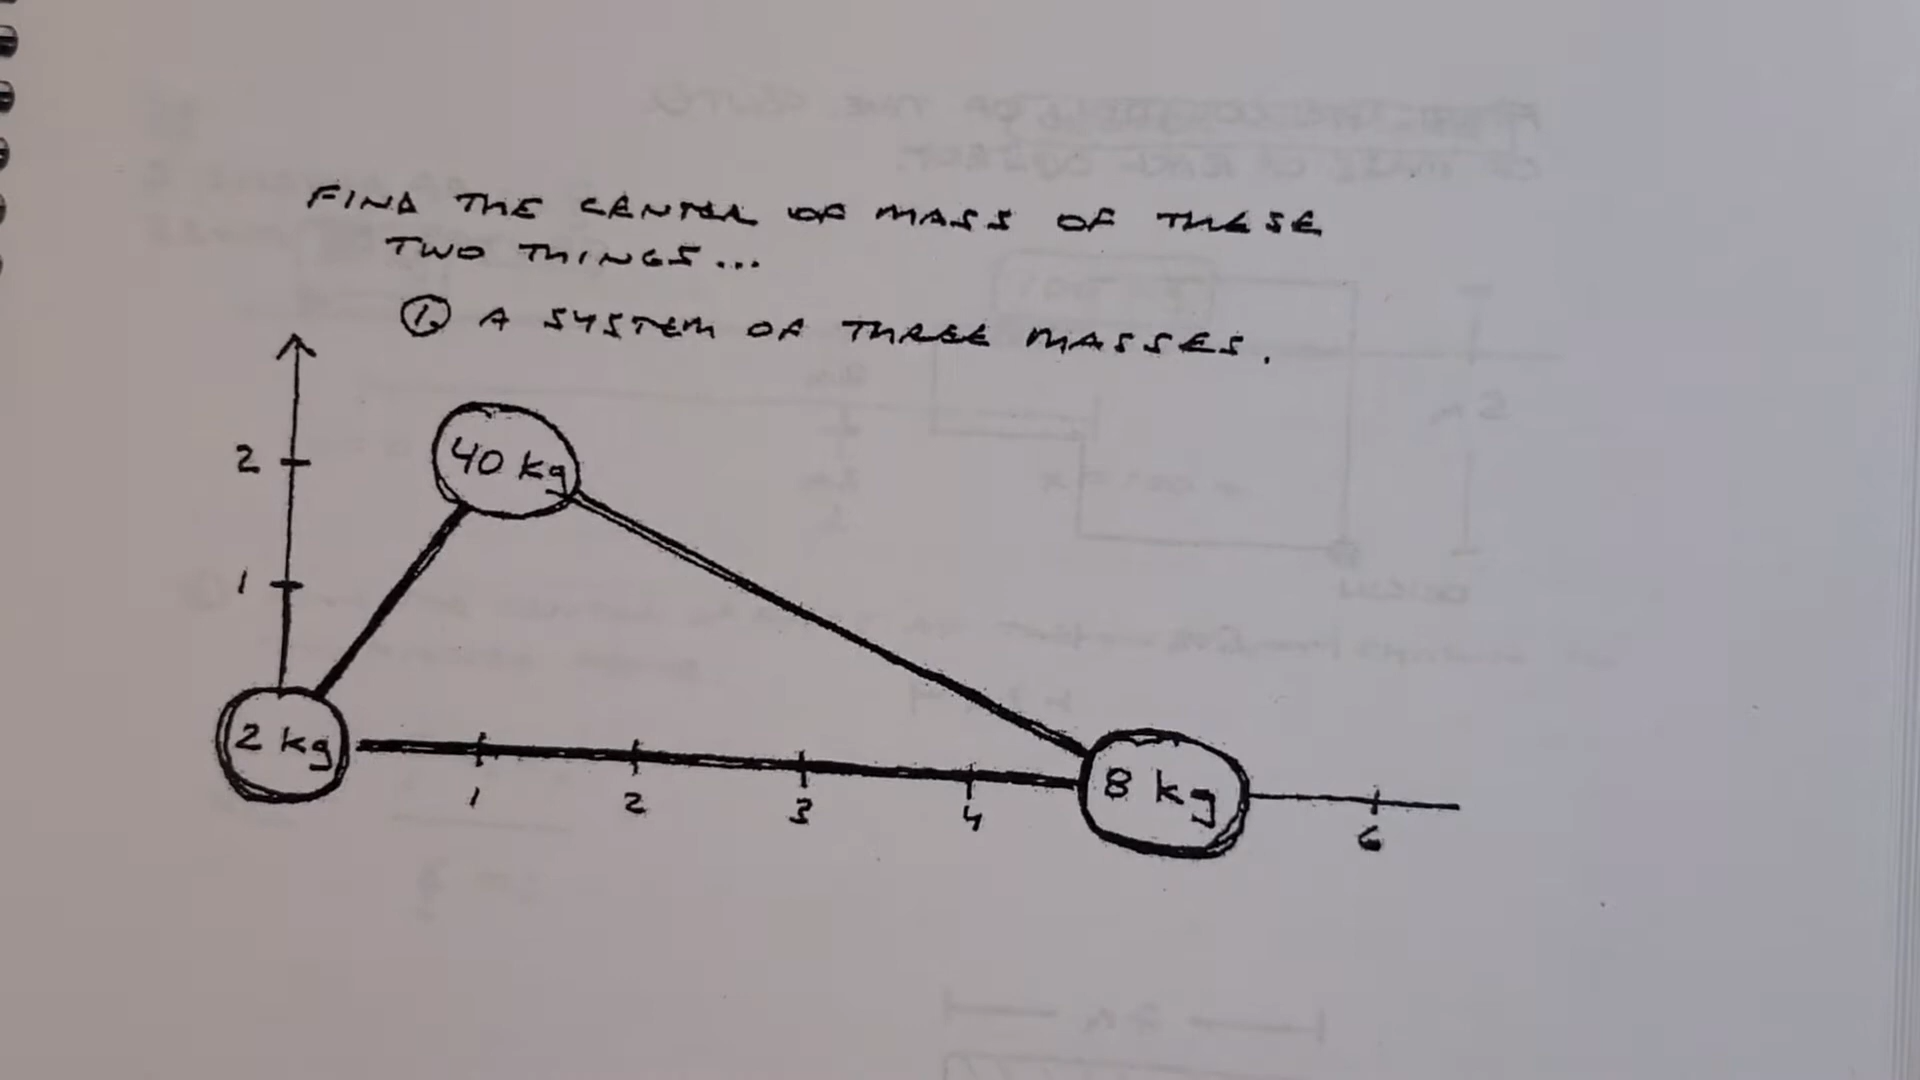 FIND THE CENTER OF MASS OF THESE
TWO THINGS...
① A SYSTEM OF THREE MASSES.
40 kg
2
1
2 kg
8 kg
1 2 3 4 6